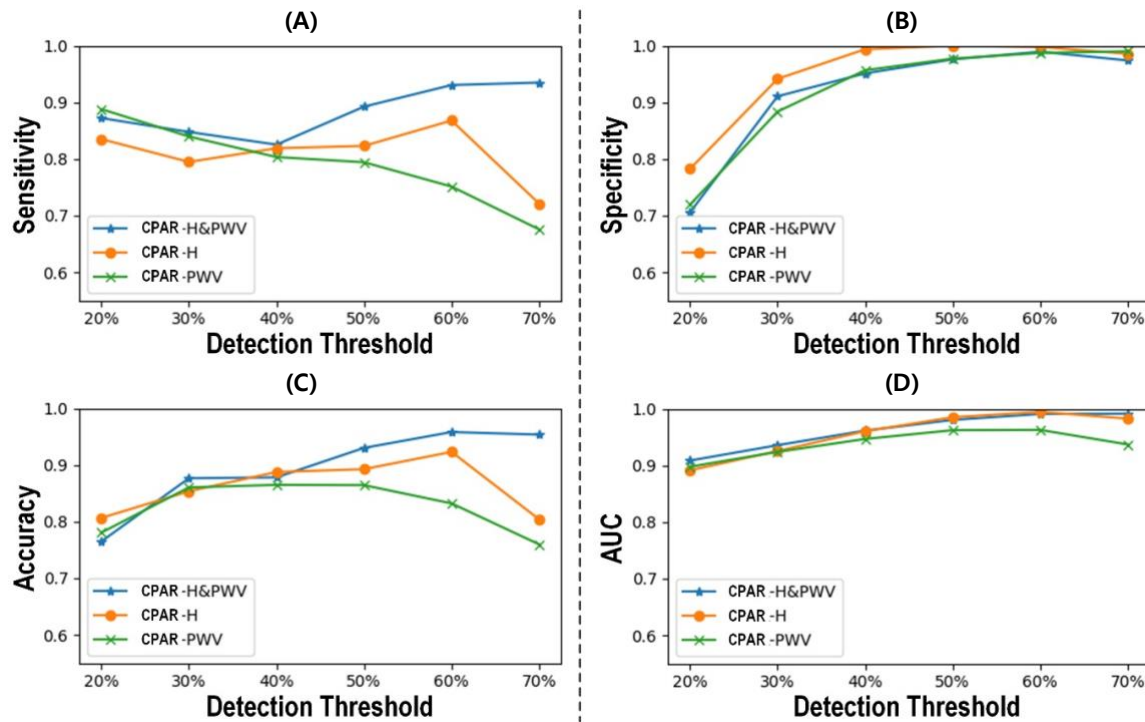 (A)
1.0
0.9
0.8
0.7
0.6
Sensitivity
CPAR -H&PWV
CPAR -H
CPAR -PWV
20% 30% 40% 50% 60% 70%
Detection Threshold
(B)
1.0
0.9
0.8
0.7
0.6
Specificity
CPAR -H&PWV
CPAR -H
CPAR -PWV
20% 30% 40% 50% 60% 70%
Detection Threshold
(C)
1.0
0.9
0.8
0.7
0.6
Accuracy
CPAR -H&PWV
CPAR -H
CPAR -PWV
20% 30% 40% 50% 60% 70%
Detection Threshold
(D)
1.0
0.9
0.8
0.7
0.6
AUC
CPAR -H&PWV
CPAR -H
CPAR -PWV
20% 30% 40% 50% 60% 70%
Detection Threshold